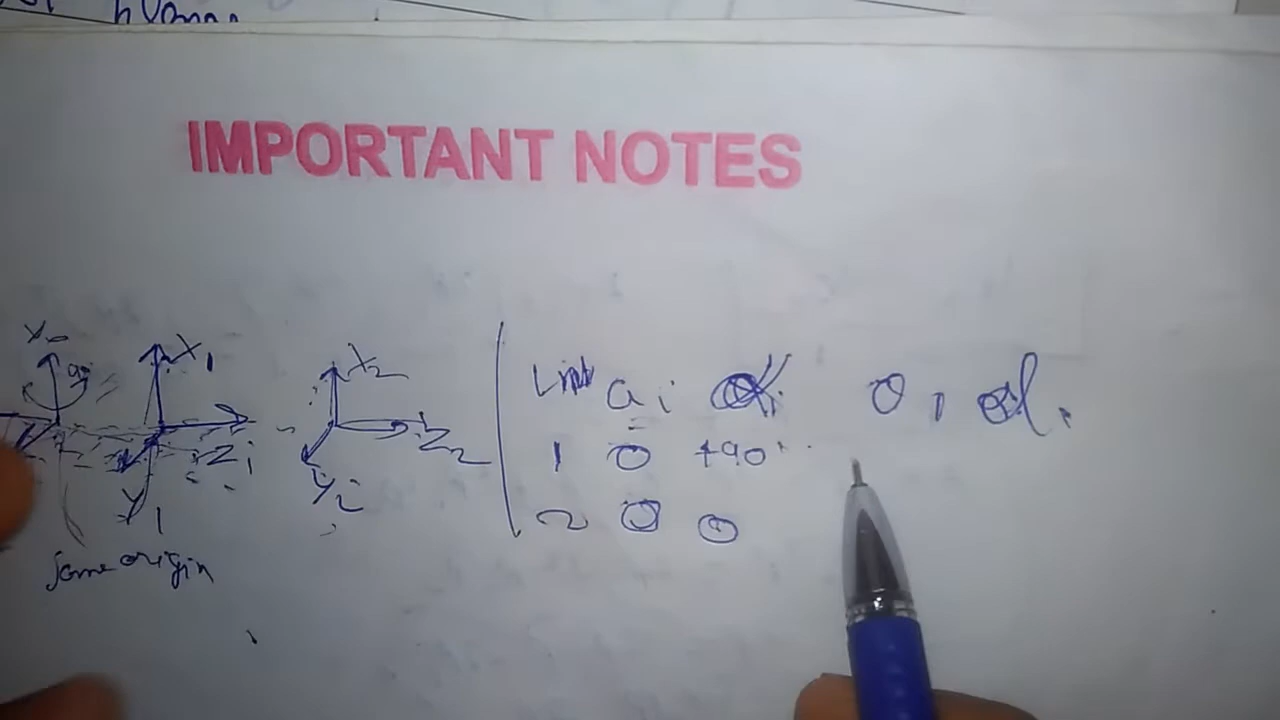 IMPORTANT NOTES
X₀ X₁ X₂
90
Z₁ Z₂
Y₁ Y₂
Same origin
Link ai αi θi di
1 0 +90°
2 0 0